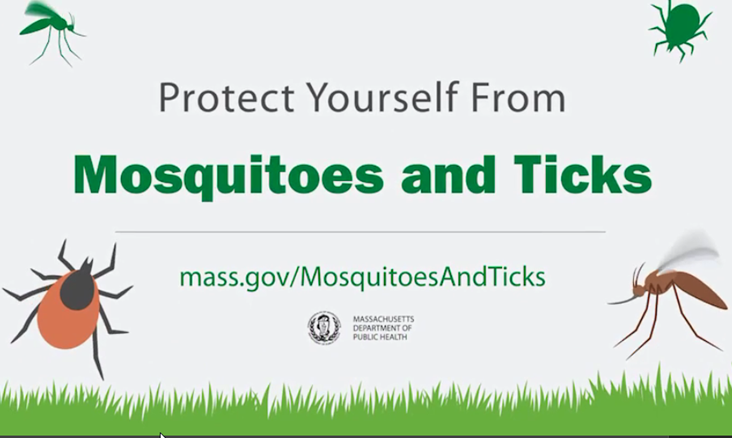 Protect Yourself From
Mosquitoes and Ticks
mass.gov/MosquitoesAndTicks
MASSACHUSETTS
DEPARTMENT OF
PUBLIC HEALTH